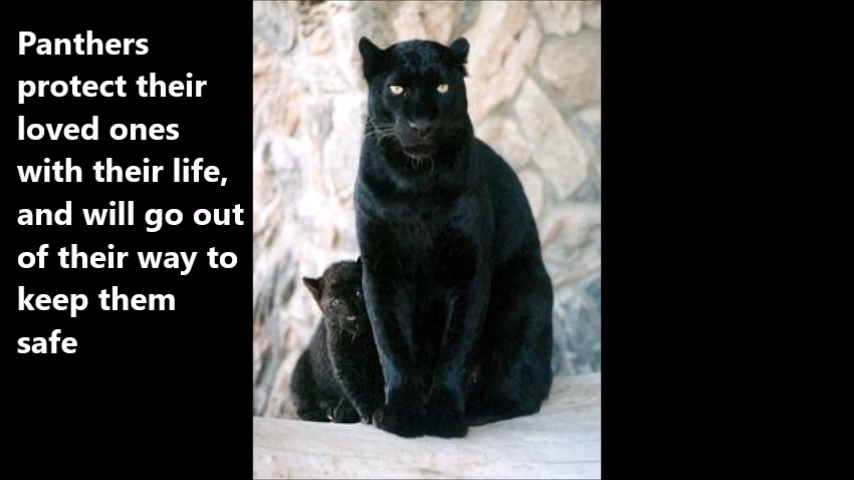 Panthers
protect their
loved ones
with their life,
and will go out
of their way to
keep them
safe